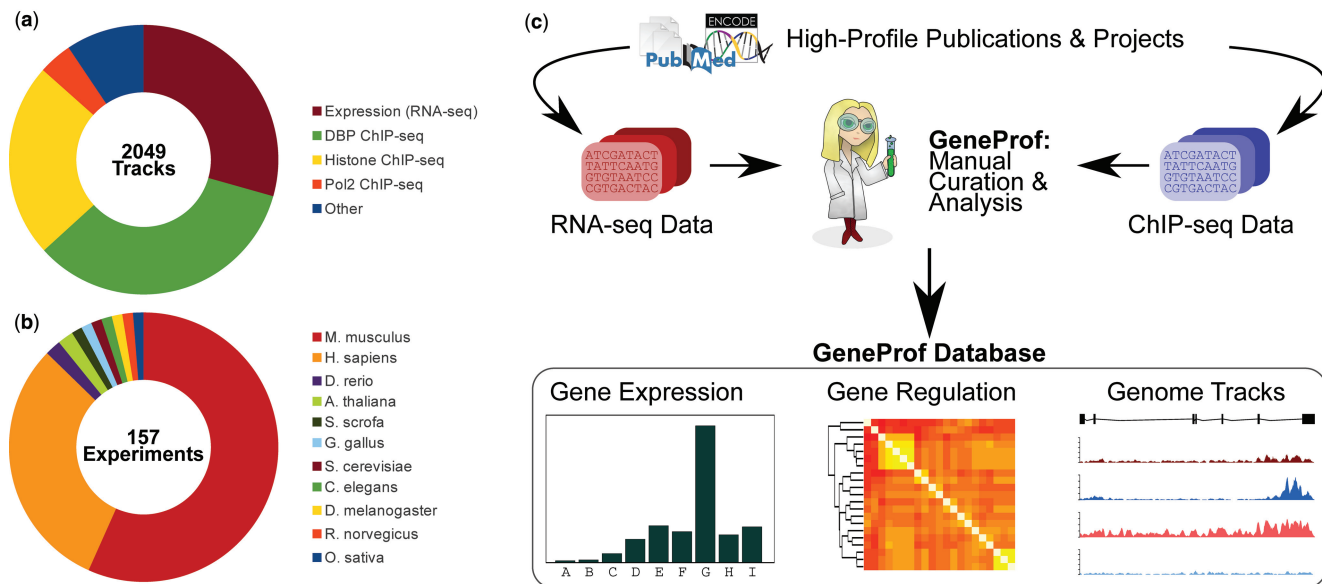 (a)
2049
Tracks
Expression (RNA-seq)
DBP ChIP-seq
Histone ChIP-seq
Pol2 ChIP-seq
Other
(b)
157
Experiments
M. musculus
H. sapiens
D. rerio
A. thaliana
S. scrofa
G. gallus
S. cerevisiae
C. elegans
D. melanogaster
R. norvegicus
O. sativa
(c)
ENCODE
PubMed
High-Profile Publications & Projects
ATCGATACT
TATTCAATG
GTGTAATCC
CCGTGACTAC
RNA-seq Data
GeneProf:
Manual
Curation &
Analysis
ATCGATACT
TATTCAATG
GTGTAATCC
CCGTGACTAC
ChIP-seq Data
GeneProf Database
Gene Expression
A B C D E F G H I
Gene Regulation
Genome Tracks